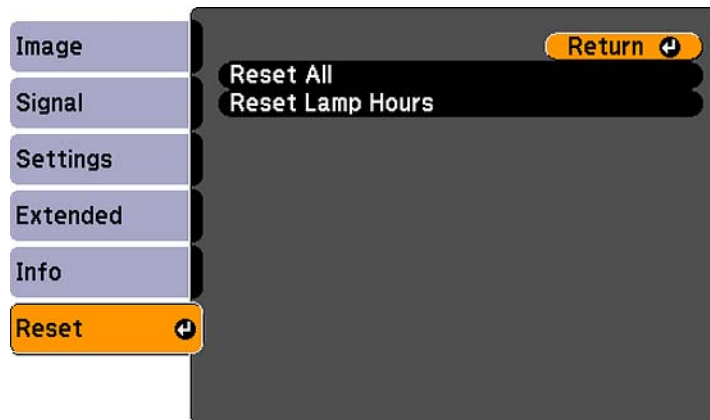 Image
Signal
Settings
Extended
Info
Reset
Return
Reset All
Reset Lamp Hours